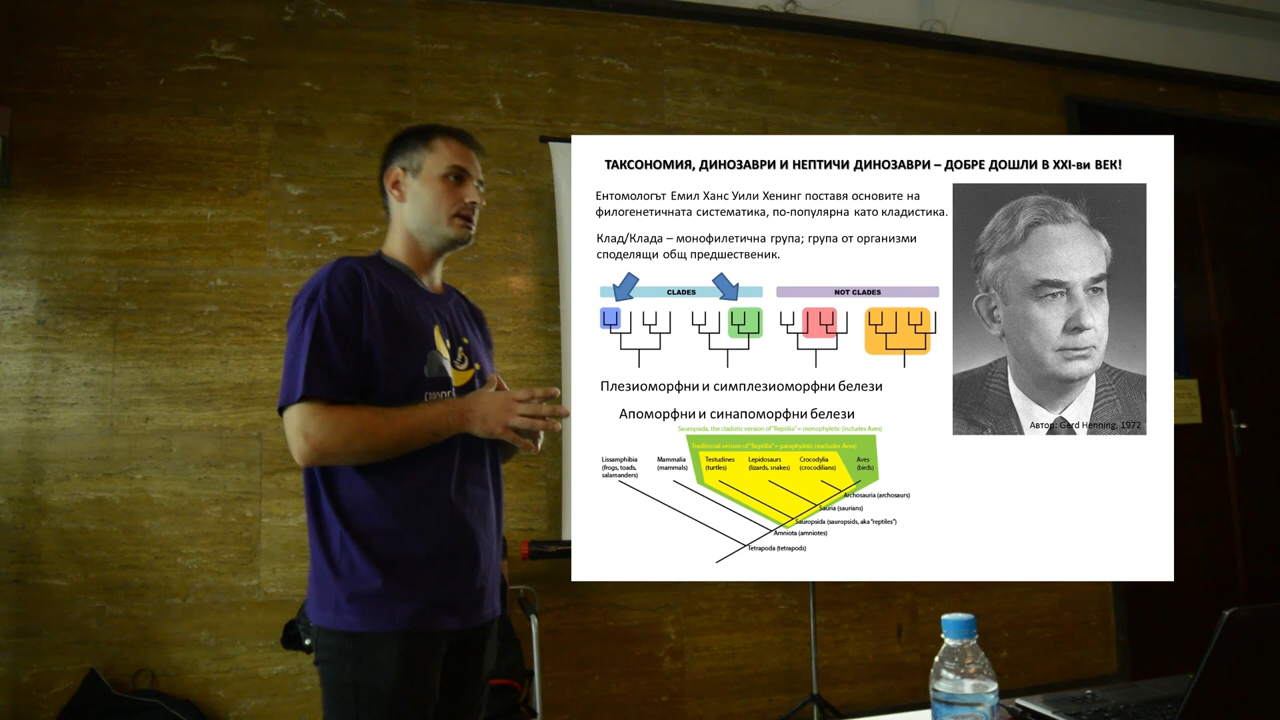 ТАКСОНОМИЯ, ДИНОЗАВРИ И НЕПТИЧИ ДИНОЗАВРИ – ДОБРЕ ДОШЛИ В XXI-ви ВЕК!
Ентомологът Емил Ханс Уили Хенинг поставя основите на
филогенетичната систематика, по-популярна като кладистика.
Клад/Клада – монофилетична група; група от организми
споделящи общ предшественик.
CLADES
NOT CLADES
Плезиоморфни и симплезиоморфни белези
Апоморфни и синапоморфни белези
Автор: Gerd Henning, 1972
Sauropsida, the cladistic version of "Reptilia" = monophyletic (includes Aves)
Traditional version of "Reptilia" = paraphyletic (excludes Aves)
Lissamphibia
(frogs, toads,
salamanders)
Mammalia
(mammals)
Testudines
(turtles)
Lepidosaurs
(lizards, snakes)
Crocodylia
(crocodilians)
Aves
(birds)
Archosauria (archosaurs)
Sauria (saurians)
Sauropsida (sauropsids, aka "reptiles")
Amniota (amniotes)
Tetrapoda (tetrapods)